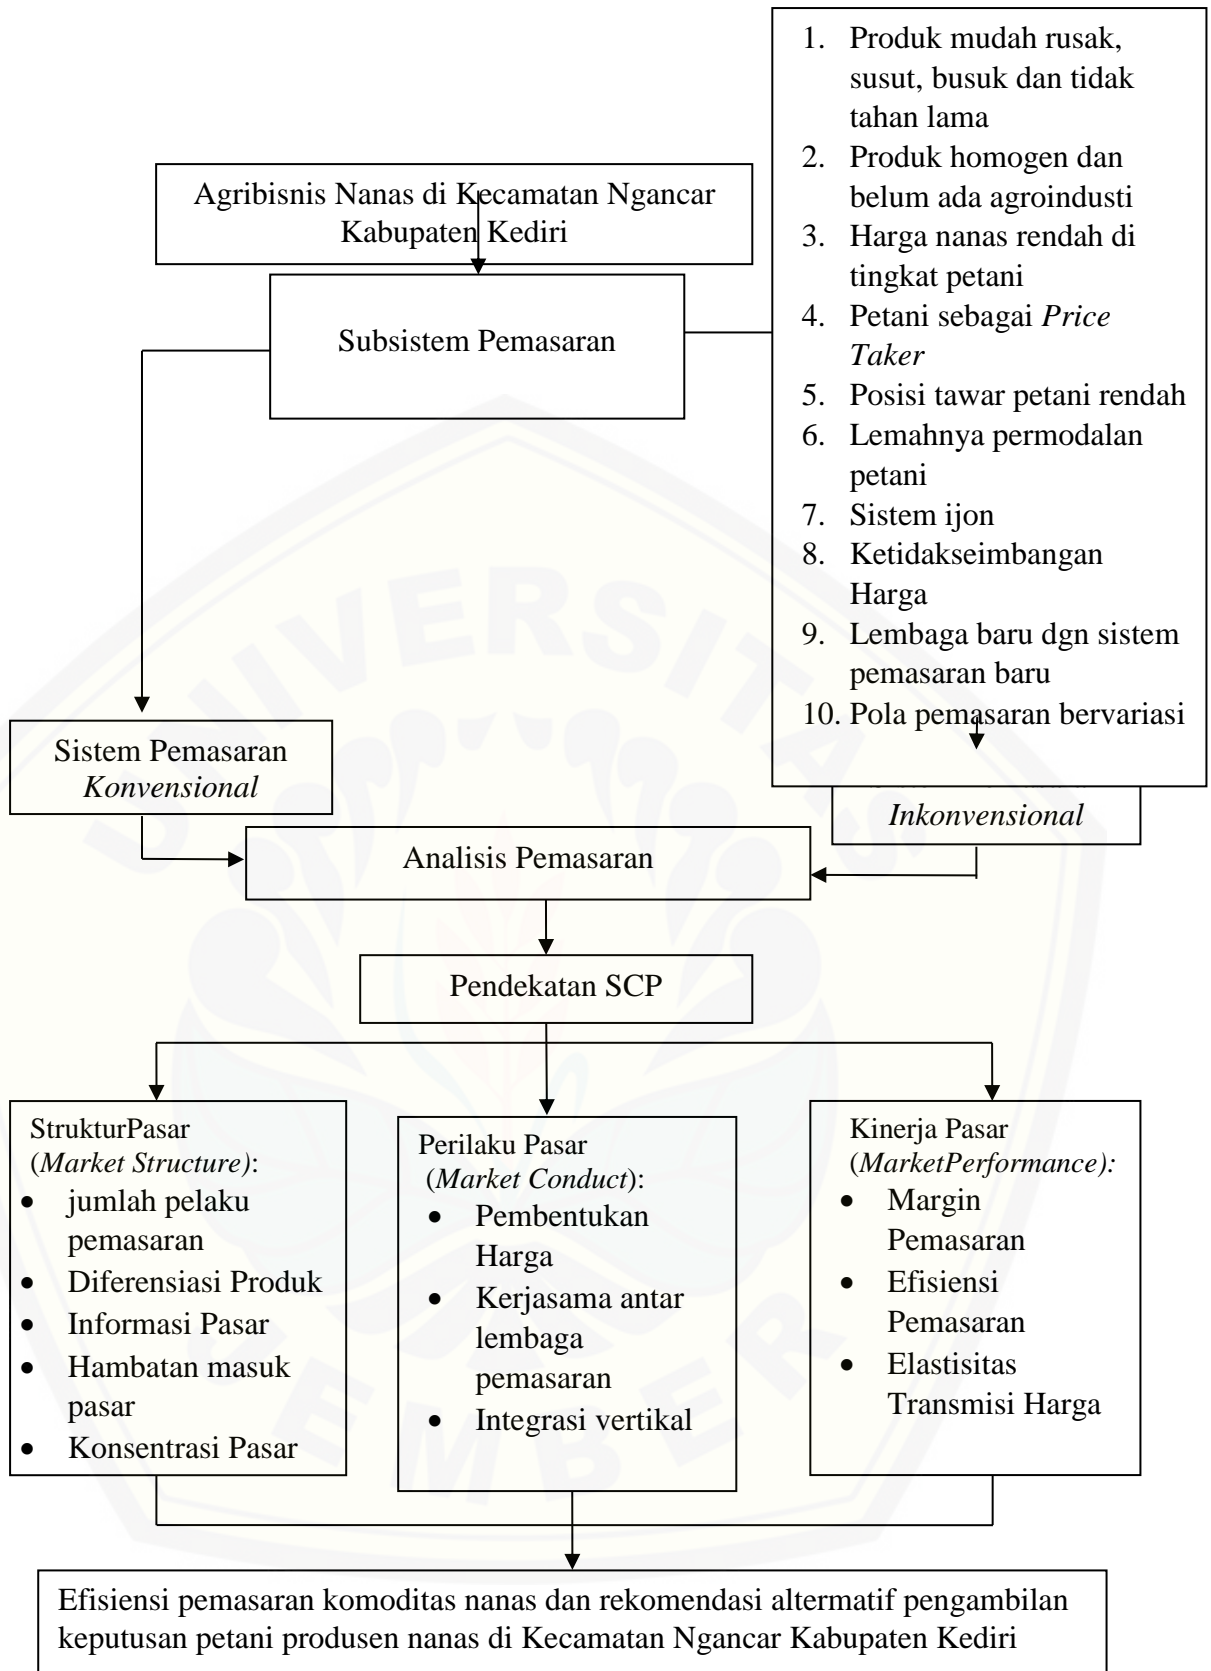 1. Produk mudah rusak,
susut, busuk dan tidak
tahan lama
2. Produk homogen dan
belum ada agroindusti
3. Harga nanas rendah di
tingkat petani
4. Petani sebagai Price
Taker
5. Posisi tawar petani rendah
6. Lemahnya permodalan
petani
7. Sistem ijon
8. Ketidakseimbangan
Harga
9. Lembaga baru dgn sistem
pemasaran baru
10. Pola pemasaran bervariasi
Agribisnis Nanas di Kecamatan Ngancar
Kabupaten Kediri
Subsistem Pemasaran
Sistem Pemasaran
Konvensional
Inkonvensional
Analisis Pemasaran
Pendekatan SCP
StrukturPasar
(Market Structure):
• jumlah pelaku
pemasaran
• Diferensiasi Produk
• Informasi Pasar
• Hambatan masuk
pasar
• Konsentrasi Pasar
Perilaku Pasar
(Market Conduct):
• Pembentukan
Harga
• Kerjasama antar
lembaga
pemasaran
• Integrasi vertikal
Kinerja Pasar
(MarketPerformance):
• Margin
Pemasaran
• Efisiensi
Pemasaran
• Elastisitas
Transmisi Harga
Efisiensi pemasaran komoditas nanas dan rekomendasi altermatif pengambilan
keputusan petani produsen nanas di Kecamatan Ngancar Kabupaten Kediri
UNIVERSITAS
JEMBER